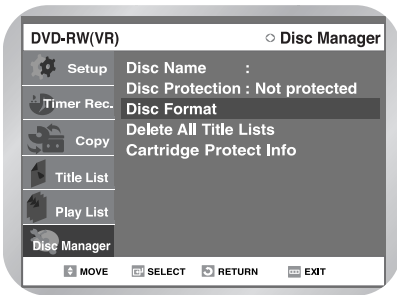 DVD-RW(VR)
Disc Manager
Setup
Timer Rec.
Copy
Title List
Play List
Disc Manager
Disc Name :
Disc Protection : Not protected
Disc Format
Delete All Title Lists
Cartridge Protect Info
MOVE SELECT RETURN EXIT